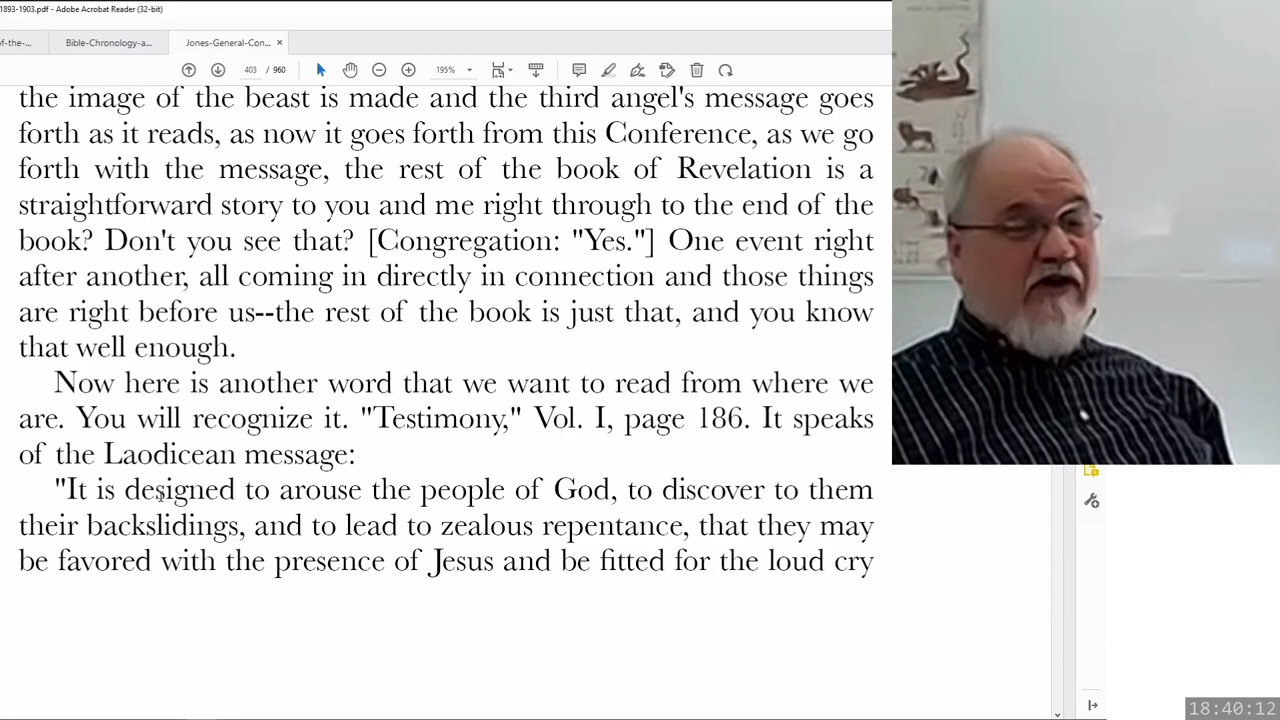 1893-1903.pdf - Adobe Acrobat Reader (32-bit)
of-the-... Bible-Chronology-a... Jones-General-Con... ×
403 / 960 195%
the image of the beast is made and the third angel's message goes
forth as it reads, as now it goes forth from this Conference, as we go
forth with the message, the rest of the book of Revelation is a
straightforward story to you and me right through to the end of the
book? Don't you see that? [Congregation: "Yes."] One event right
after another, all coming in directly in connection and those things
are right before us--the rest of the book is just that, and you know
that well enough.
Now here is another word that we want to read from where we
are. You will recognize it. "Testimony," Vol. I, page 186. It speaks
of the Laodicean message:
"It is designed to arouse the people of God, to discover to them
their backslidings, and to lead to zealous repentance, that they may
be favored with the presence of Jesus and be fitted for the loud cry
18:40:12